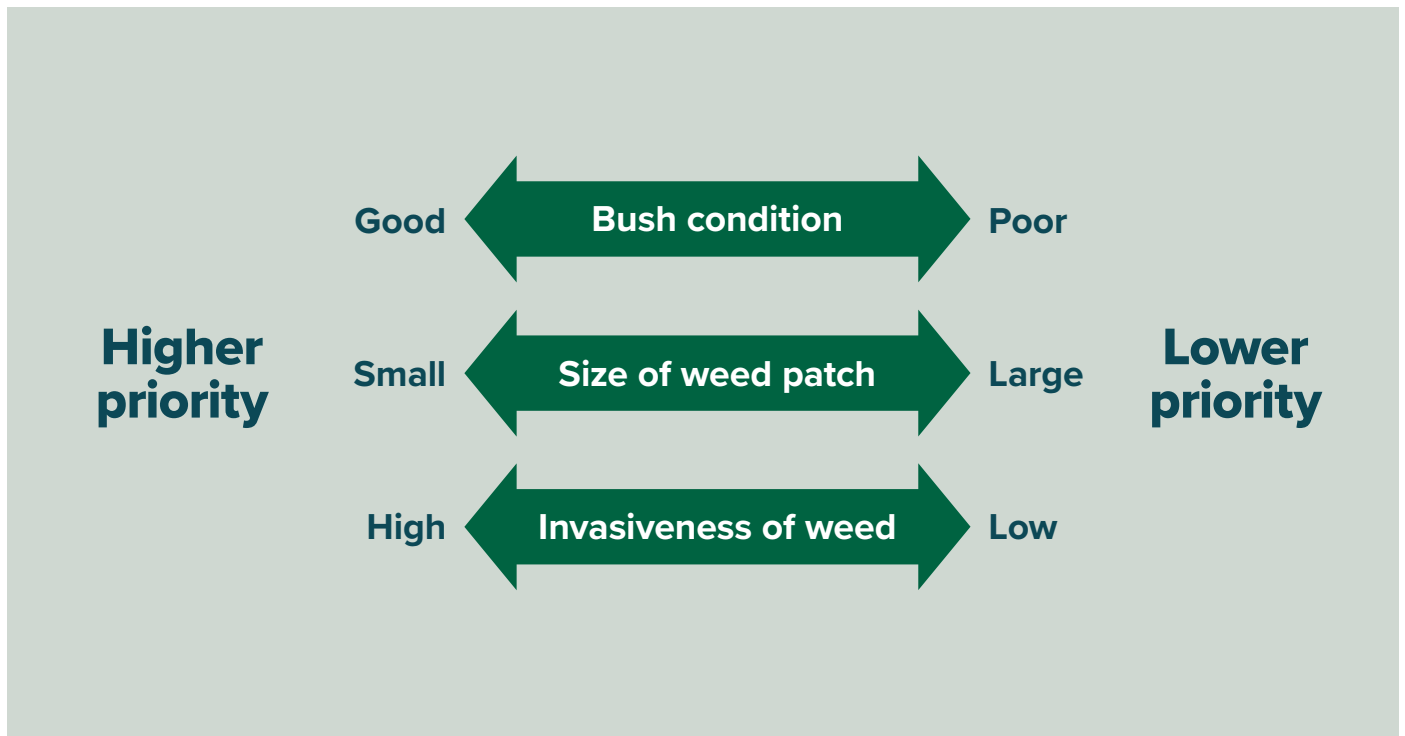 Good Bush condition Poor
Higher priority
Small Size of weed patch Large
Lower priority
High Invasiveness of weed Low